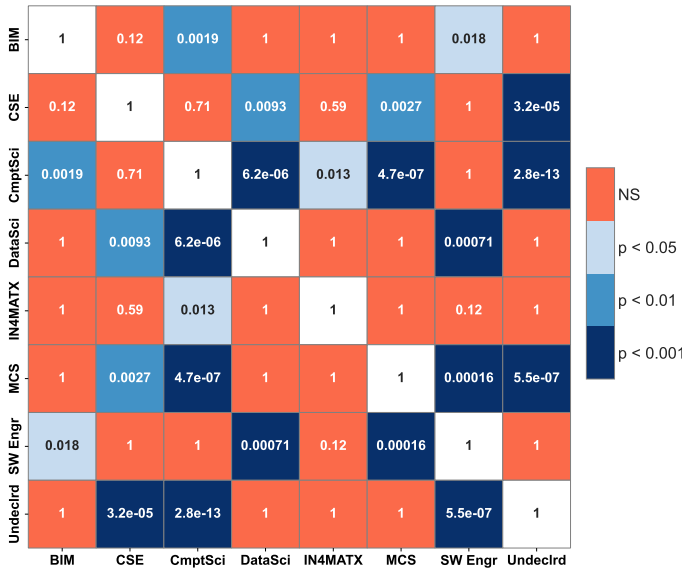 BIM 1 0.12 0.0019 1 1 1 0.018 1
CSE 0.12 1 0.71 0.0093 0.59 0.0027 1 3.2e-05
CmptSci 0.0019 0.71 1 6.2e-06 0.013 4.7e-07 1 2.8e-13
DataSci 1 0.0093 6.2e-06 1 1 1 0.00071 1
IN4MATX 1 0.59 0.013 1 1 1 0.12 1
MCS 1 0.0027 4.7e-07 1 1 1 0.00016 5.5e-07
SW Engr 0.018 1 1 0.00071 0.12 0.00016 1 1
Undeclrd 1 3.2e-05 2.8e-13 1 1 1 5.5e-07 1
BIM CSE CmptSci DataSci IN4MATX MCS SW Engr Undeclrd
NS
p < 0.05
p < 0.01
p < 0.001